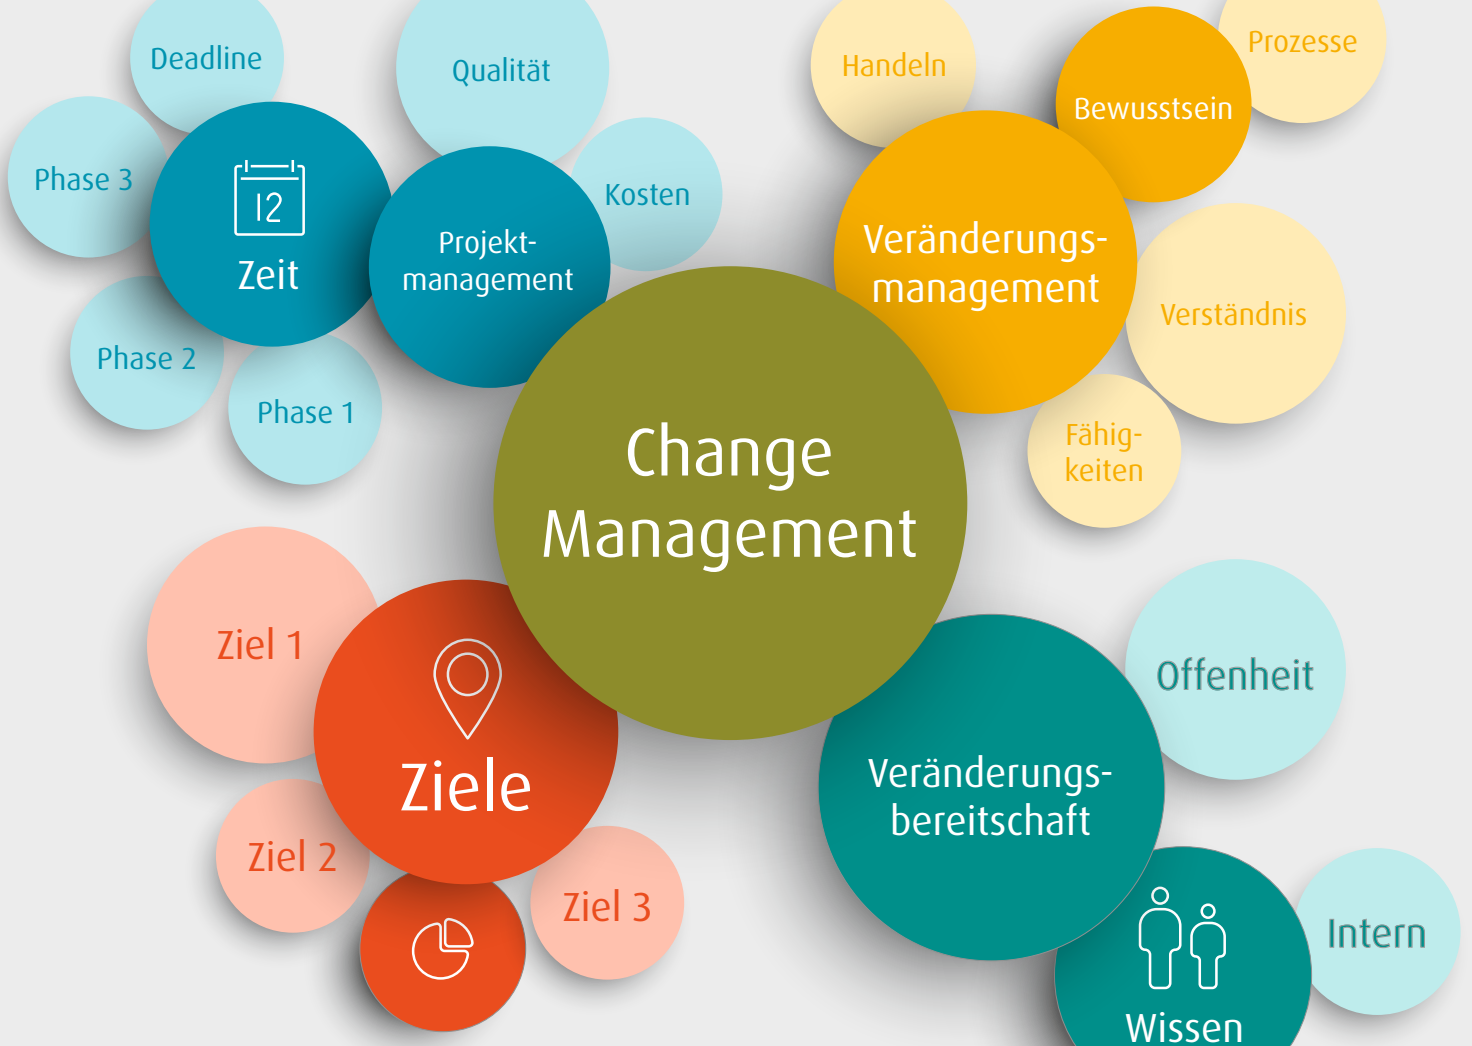 Deadline
Qualität
Phase 3
12
Zeit
Projekt-
management
Kosten
Phase 2
Phase 1
Handeln
Bewusstsein
Prozesse
Veränderungs-
management
Verständnis
Fähig-
keiten
Change
Management
Ziel 1
Ziele
Ziel 2
Ziel 3
Offenheit
Veränderungs-
bereitschaft
Intern
Wissen